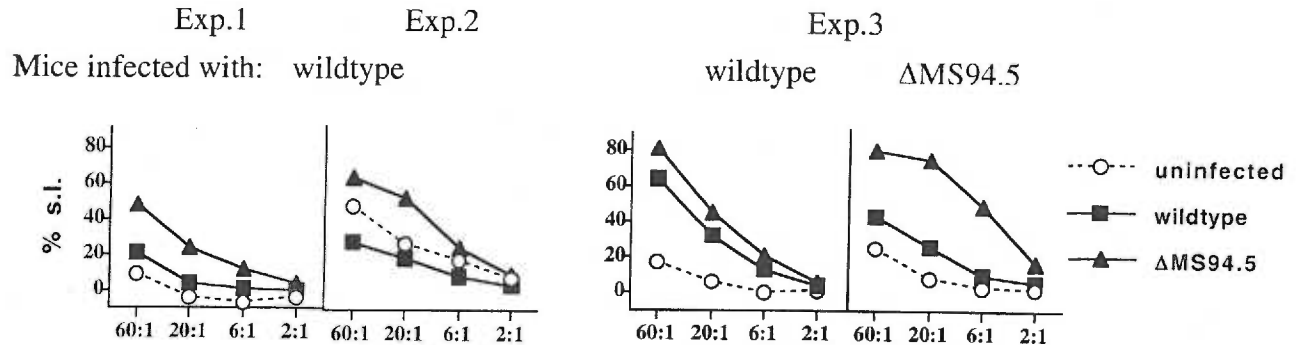 Exp.1 Exp.2 Exp.3
Mice infected with: wildtype wildtype ΔMS94.5
80 80
60 60
40 40
20 20
0 0
% s.l.
uninfected
wildtype
ΔMS94.5
60:1 20:1 6:1 2:1 60:1 20:1 6:1 2:1 60:1 20:1 6:1 2:1 60:1 20:1 6:1 2:1